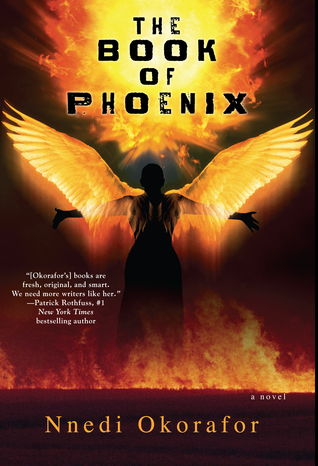 THE
BOOK
OF
PHOENIX
"[Okorafor's] books are
fresh, original, and smart.
We need more writers like her."
—Patrick Rothfuss, #1
New York Times
bestselling author
a novel
Nnedi Okorafor